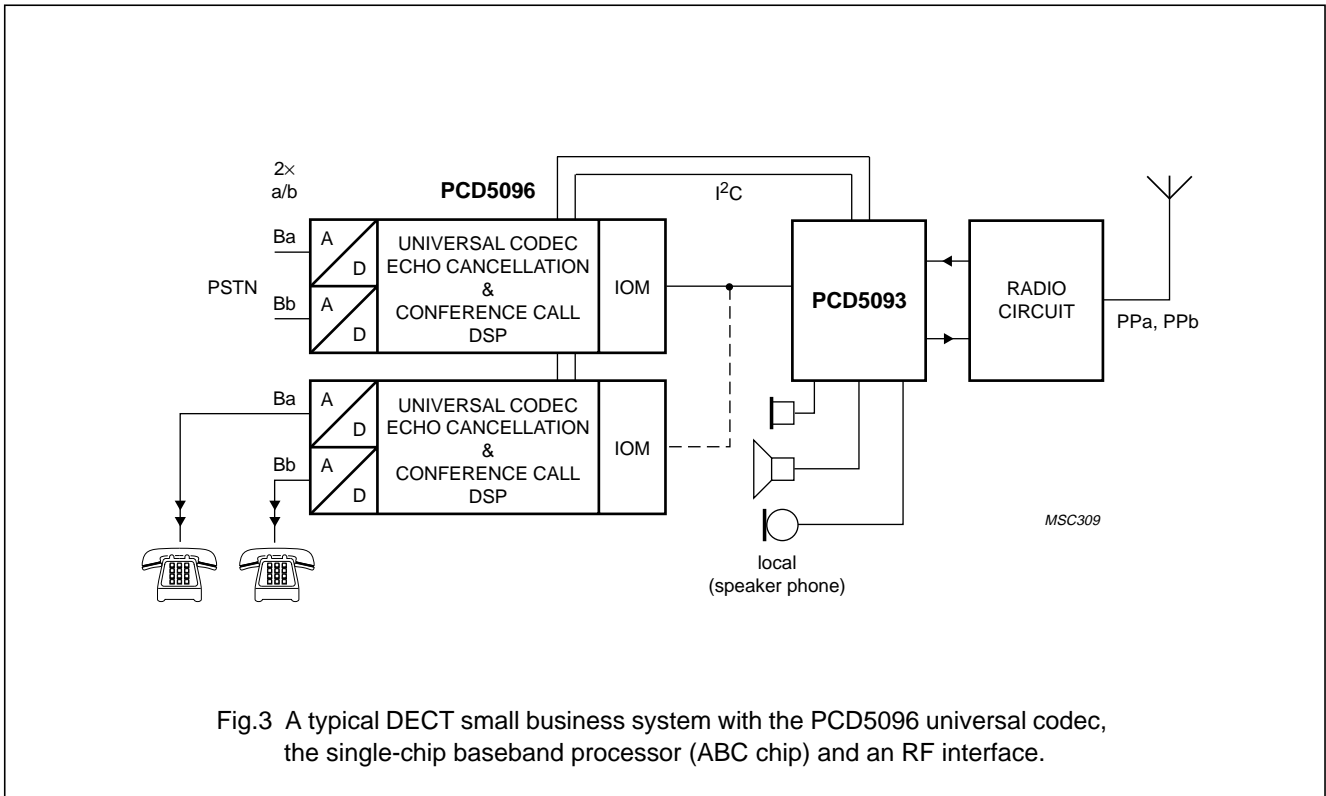 2×
a/b
PCD5096
I²C
Ba
A
D
Bb
A
D
PSTN
UNIVERSAL CODEC
ECHO CANCELLATION
&
CONFERENCE CALL
DSP
IOM
PCD5093
RADIO
CIRCUIT
PPa, PPb
Ba
A
D
Bb
A
D
UNIVERSAL CODEC
ECHO CANCELLATION
&
CONFERENCE CALL
DSP
IOM
local
(speaker phone)
MSC309
Fig.3 A typical DECT small business system with the PCD5096 universal codec,
the single-chip baseband processor (ABC chip) and an RF interface.